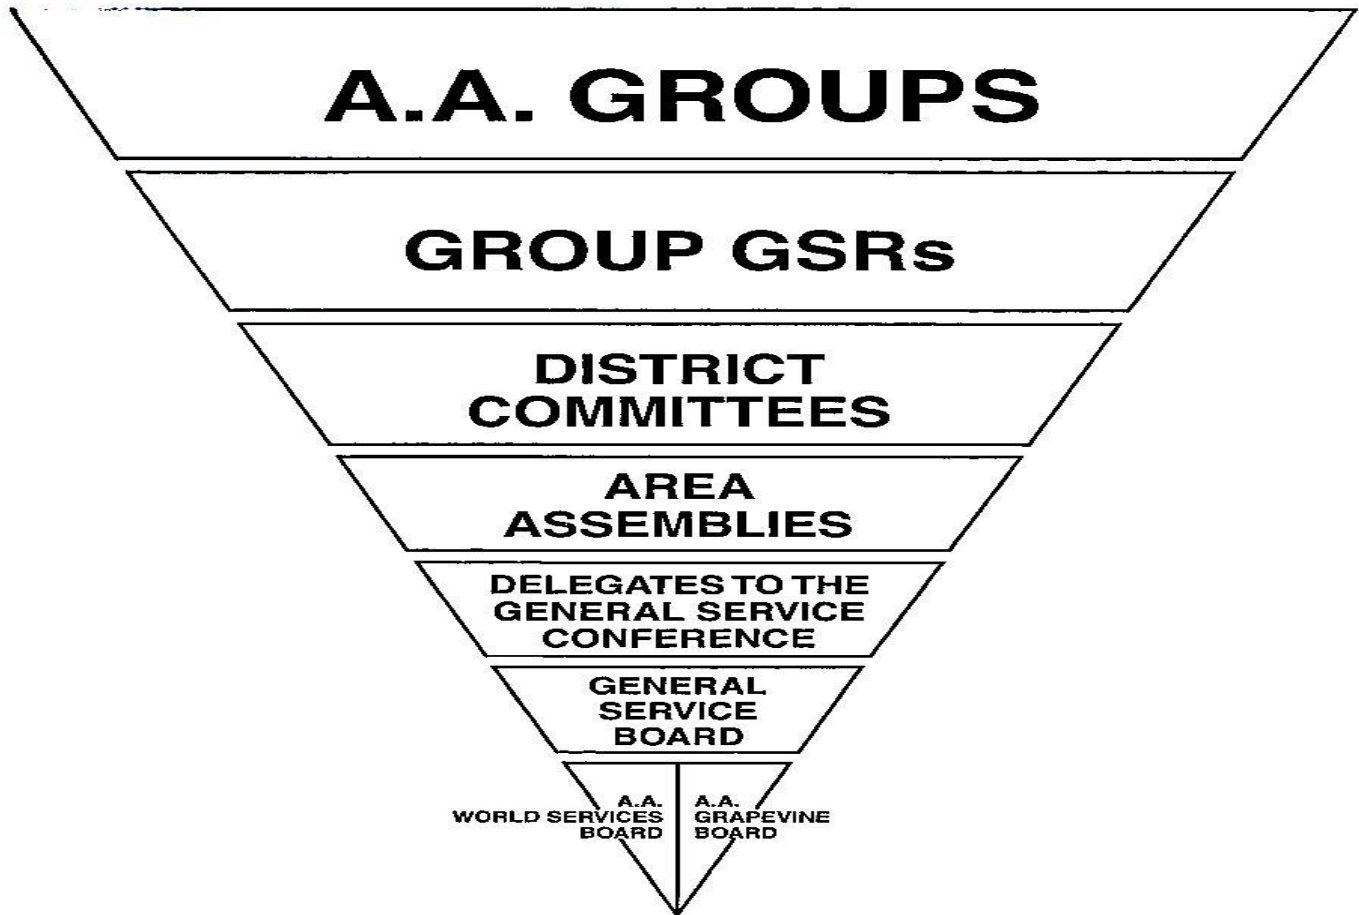 A.A. GROUPS
GROUP GSRs
DISTRICT
COMMITTEES
AREA
ASSEMBLIES
DELEGATES TO THE
GENERAL SERVICE
CONFERENCE
GENERAL
SERVICE
BOARD
A.A.
WORLD SERVICES
BOARD
A.A.
GRAPEVINE
BOARD